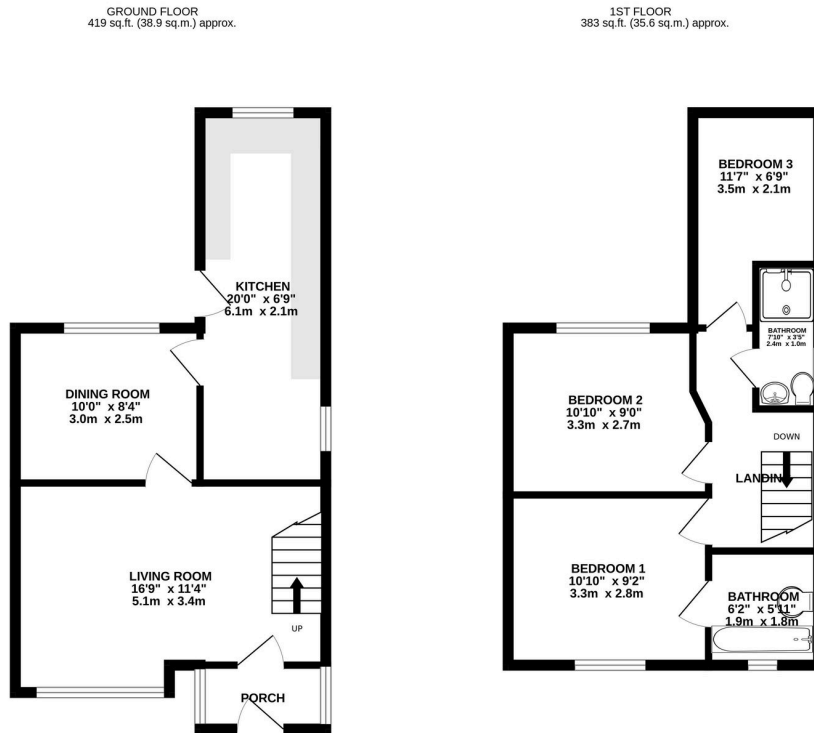 GROUND FLOOR
419 sq.ft. (38.9 sq.m.) approx.
1ST FLOOR
383 sq.ft. (35.6 sq.m.) approx.
KITCHEN
20'0" x 6'9"
6.1m x 2.1m
DINING ROOM
10'0" x 8'4"
3.0m x 2.5m
LIVING ROOM
16'9" x 11'4"
5.1m x 3.4m
UP
PORCH
BEDROOM 3
11'7" x 6'9"
3.5m x 2.1m
BATHROOM
7'10" x 3'5"
2.4m x 1.0m
BEDROOM 2
10'10" x 9'0"
3.3m x 2.7m
DOWN
LANDING
BEDROOM 1
10'10" x 9'2"
3.3m x 2.8m
BATHROOM
6'2" x 5'11"
1.9m x 1.8m